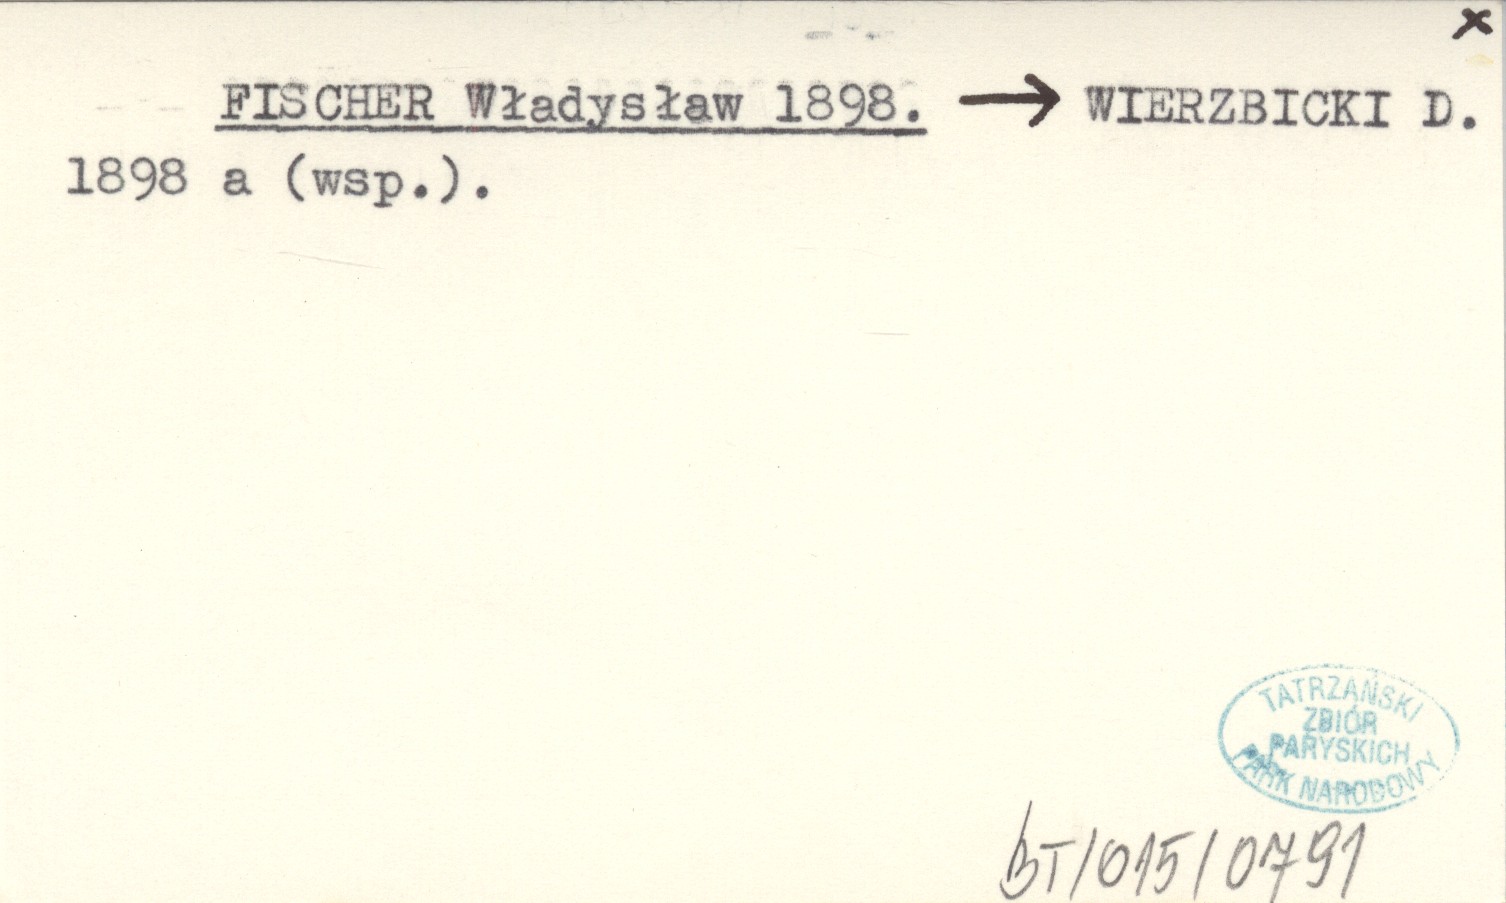 x
FISCHER Władysław 1898. → WIERZBICKI D.
1898 a (wsp.).
TATRZAŃSKI
ZBIÓR
PARYSKICH
PARK NARODOWY
BT/015/0791